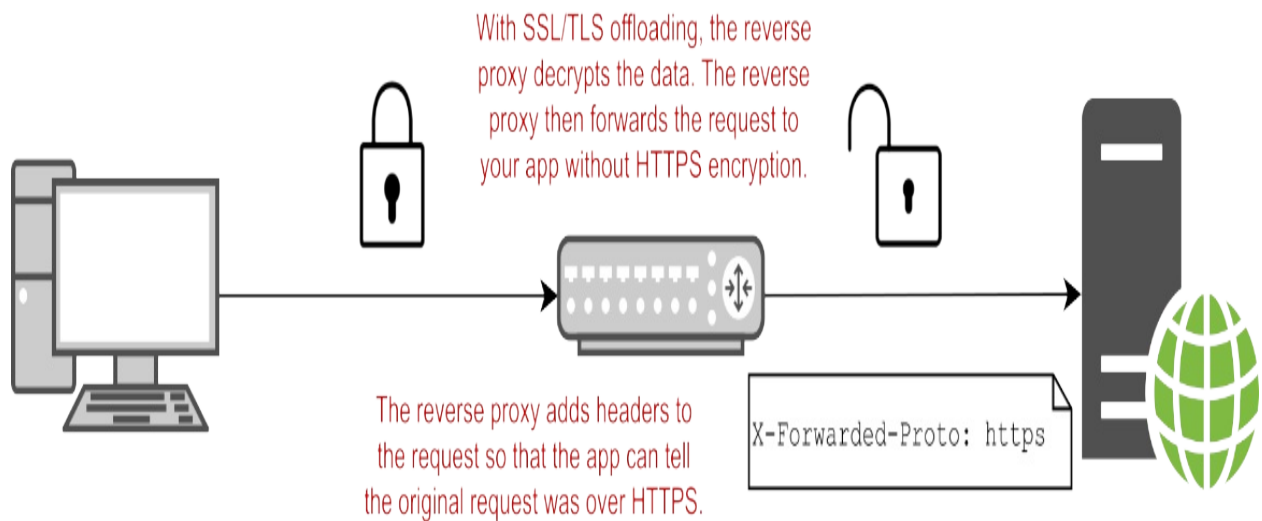 With SSL/TLS offloading, the reverse
proxy decrypts the data. The reverse
proxy then forwards the request to
your app without HTTPS encryption.
The reverse proxy adds headers to
the request so that the app can tell
the original request was over HTTPS.
X-Forwarded-Proto: https